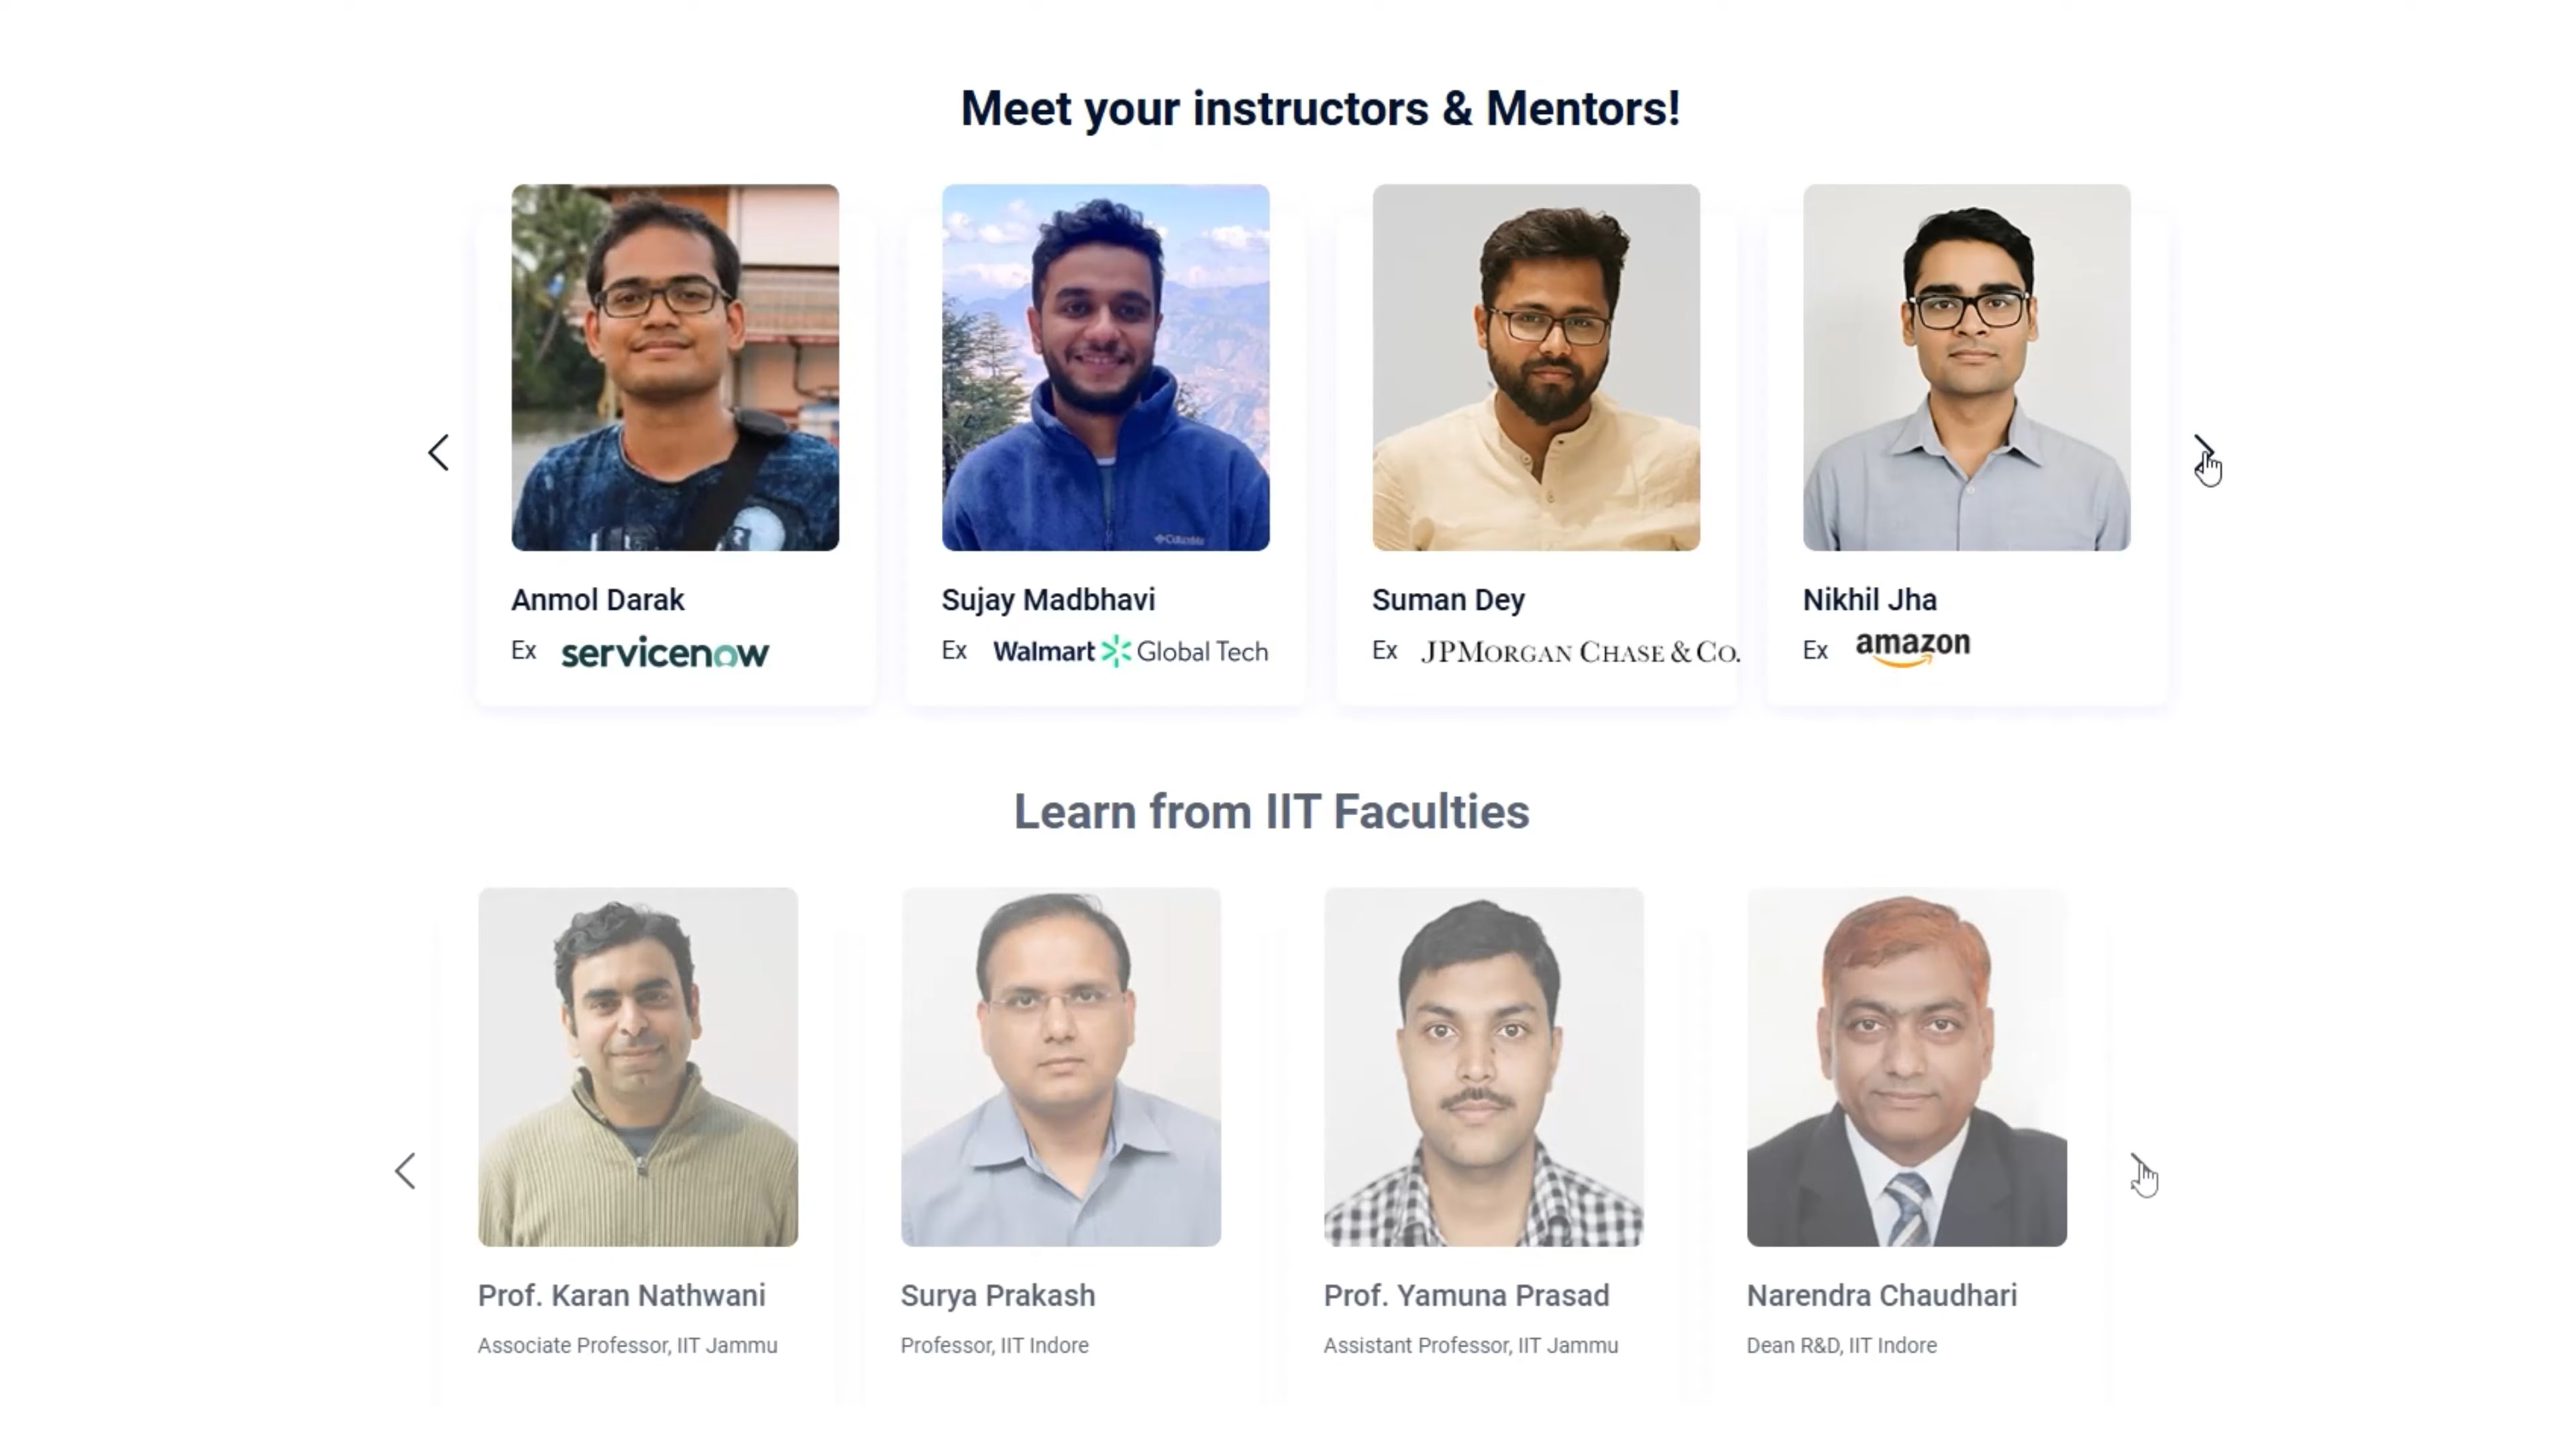 Meet your instructors & Mentors!
Columbia
Anmol Darak
Ex servicenow
Sujay Madbhavi
Ex Walmart Global Tech
Suman Dey
Ex JPMORGAN CHASE & CO.
Nikhil Jha
Ex amazon
Learn from IIT Faculties
Prof. Karan Nathwani
Associate Professor, IIT Jammu
Surya Prakash
Professor, IIT Indore
Prof. Yamuna Prasad
Assistant Professor, IIT Jammu
Narendra Chaudhari
Dean R&D, IIT Indore